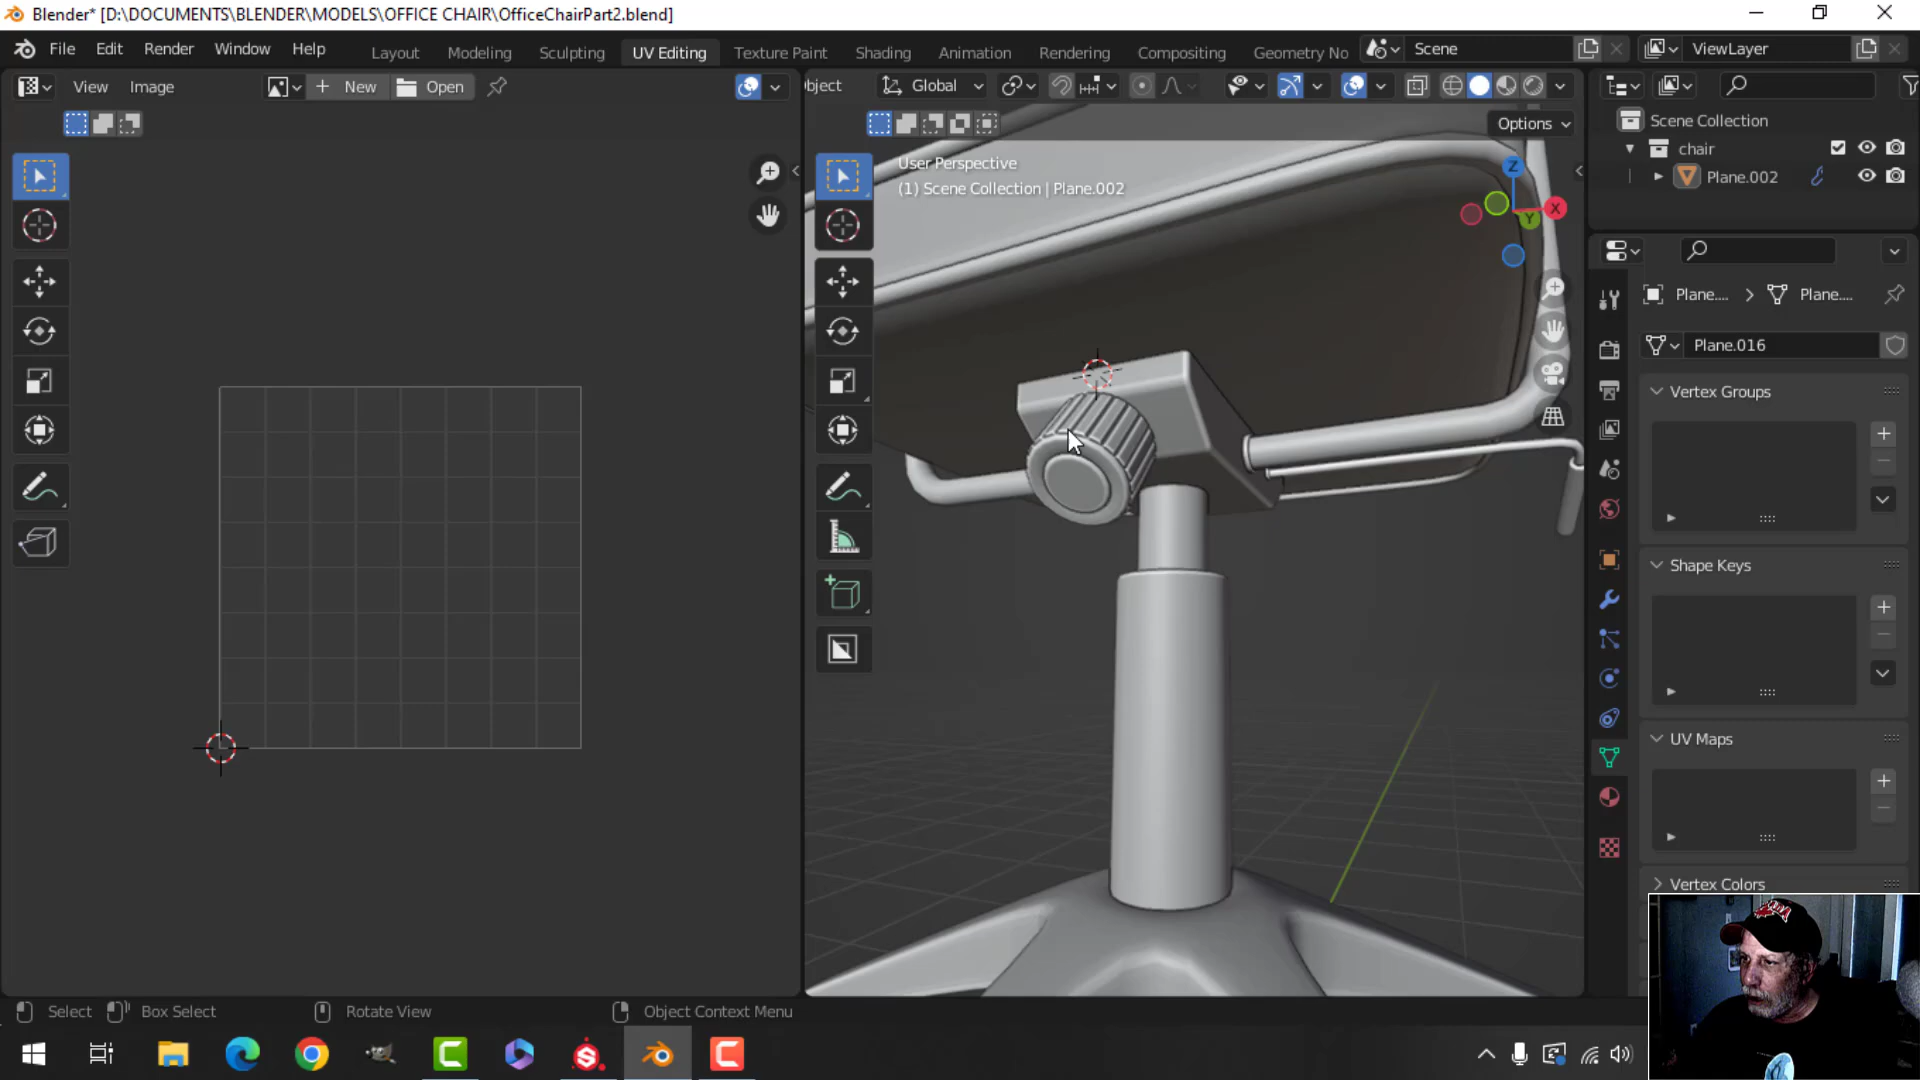 Blender* [D:\DOCUMENTS\BLENDER\MODELS\OFFICE CHAIR\OfficeChairPart2.blend]
File Edit Render Window Help Layout Modeling Sculpting UV Editing Texture Paint Shading Animation Rendering Compositing Geometry No Scene ViewLayer
View Image New Open bject Global
Options
Scene Collection
chair
Plane.002
User Perspective
(1) Scene Collection | Plane.002
Z
X
Y
Plane.... Plane....
Plane.016
Vertex Groups
Shape Keys
UV Maps
Vertex Colors
Select Box Select Rotate View Object Context Menu